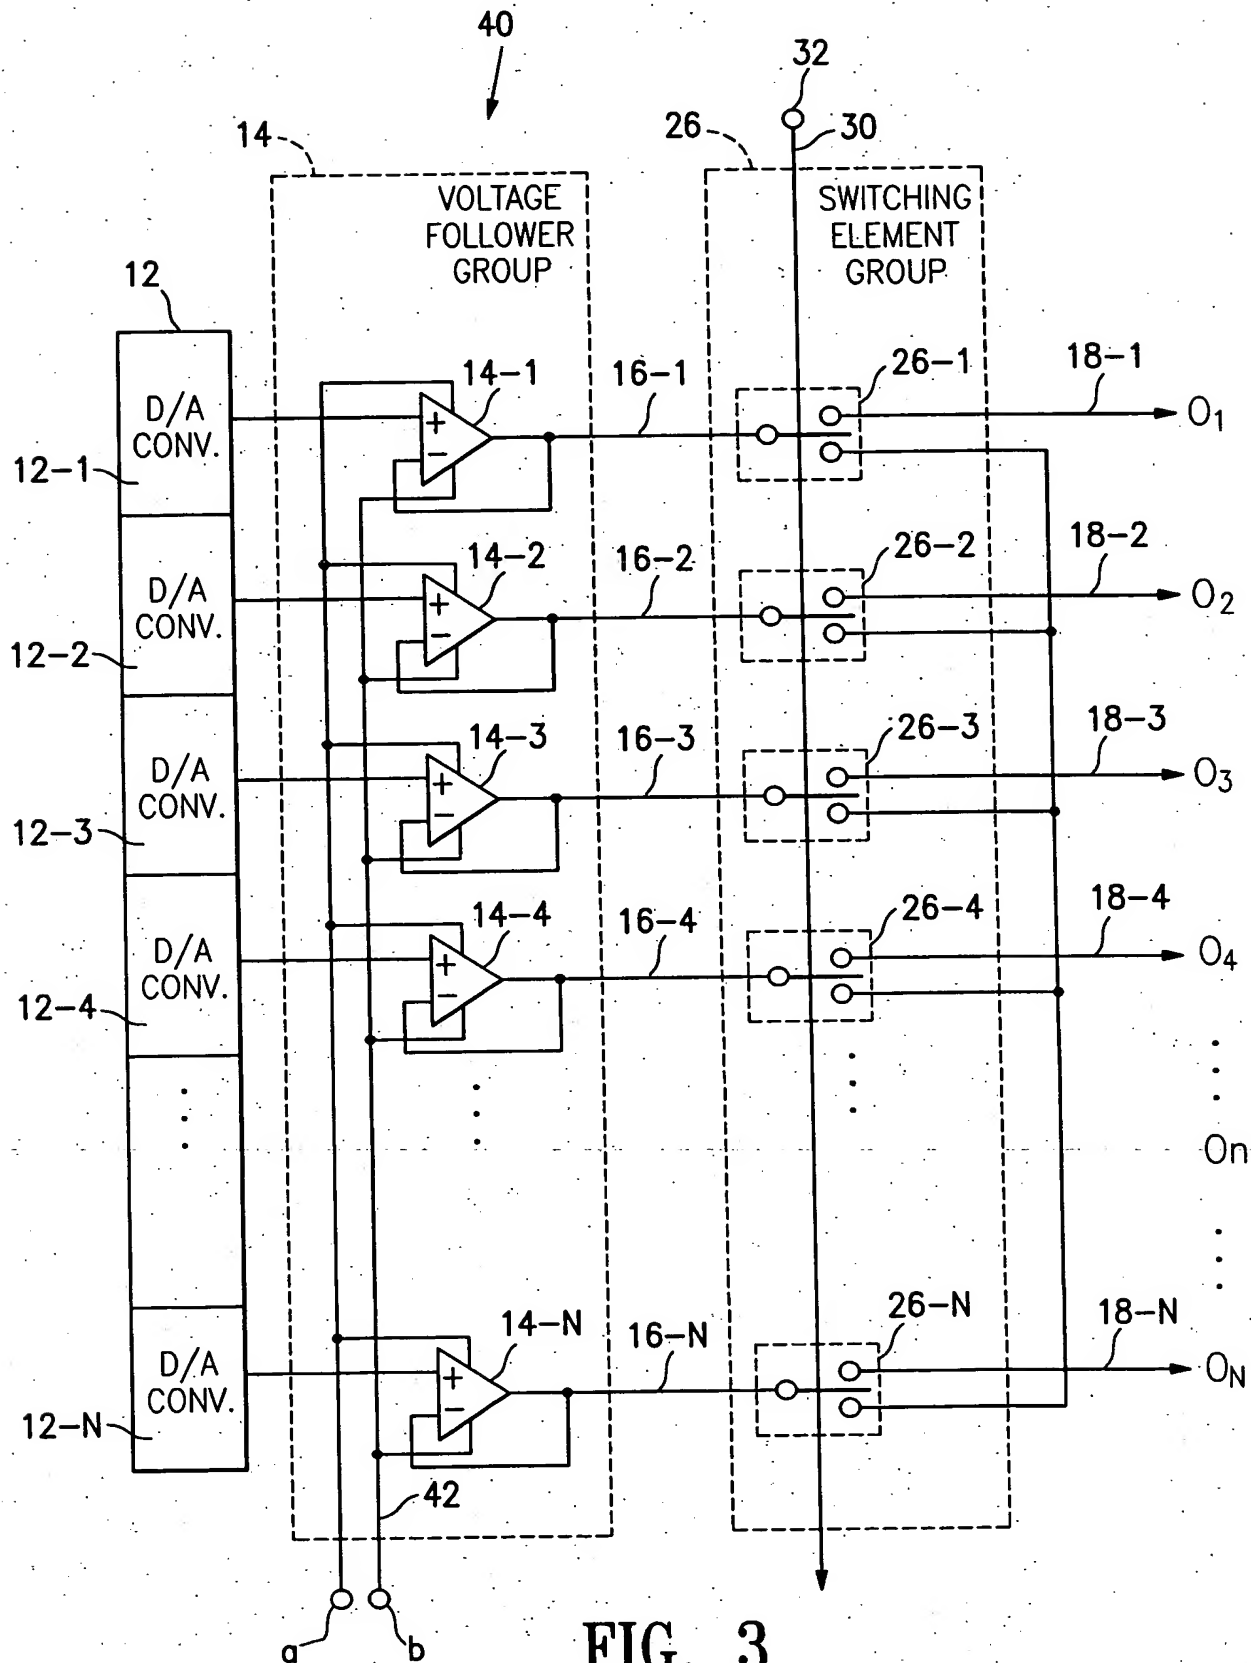 40
32
14
26
30
VOLTAGE
FOLLOWER
GROUP
SWITCHING
ELEMENT
GROUP
12
14-1
16-1
26-1
18-1
O1
D/A
CONV.
+
−
12-1
14-2
16-2
26-2
18-2
O2
D/A
CONV.
+
−
12-2
14-3
16-3
26-3
18-3
O3
D/A
CONV.
+
−
12-3
14-4
16-4
26-4
18-4
O4
D/A
CONV.
+
−
12-4
On
14-N
16-N
26-N
18-N
ON
D/A
CONV.
+
−
12-N
42
a
b
FIG. 3